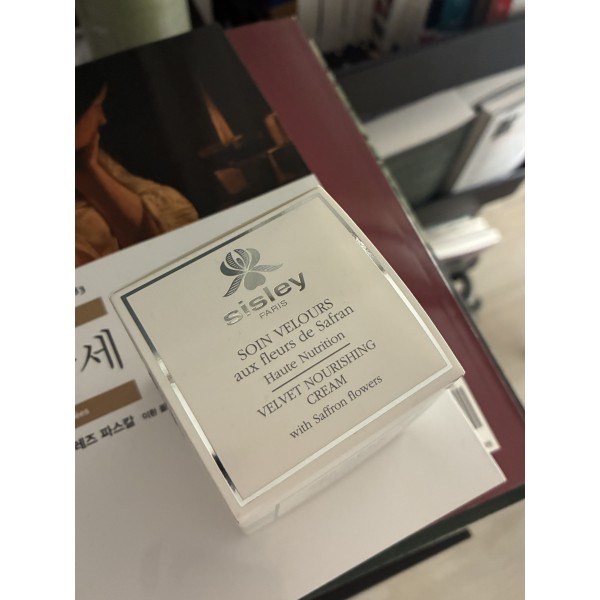 sisley
PARIS
SOIN VELOURS
aux fleurs de Safran
Haute Nutrition
VELVET NOURISHING
CREAM
with Saffron flowers
세
파스칼